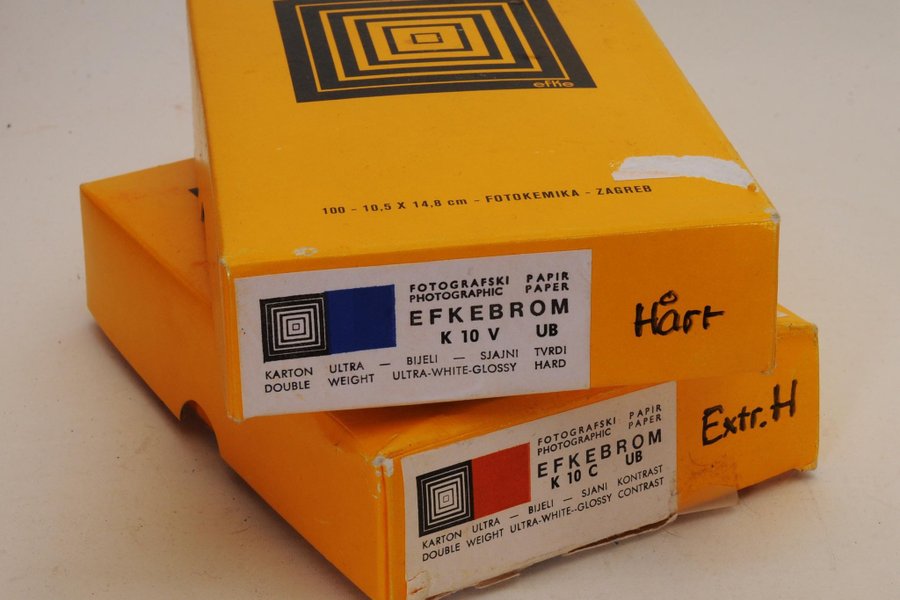 efke
100 - 10,5 X 14,8 cm - FOTOKEMIKA - ZAGREB
FOTOGRAFSKI PAPIR
PHOTOGRAPHIC PAPER
EFKEBROM
K 10 V UB
KARTON ULTRA — BIJELI — SJAJNI TVRDI
DOUBLE WEIGHT ULTRA-WHITE-GLOSSY HARD
Hårt
FOTOGRAFSKI PAPIR
PHOTOGRAPHIC PAPER
EFKEBROM
K 10 C UB
KARTON ULTRA — BIJELI — SJANI KONTRAST
DOUBLE WEIGHT ULTRA-WHITE--GLOSSY CONTRAST
Extr. H